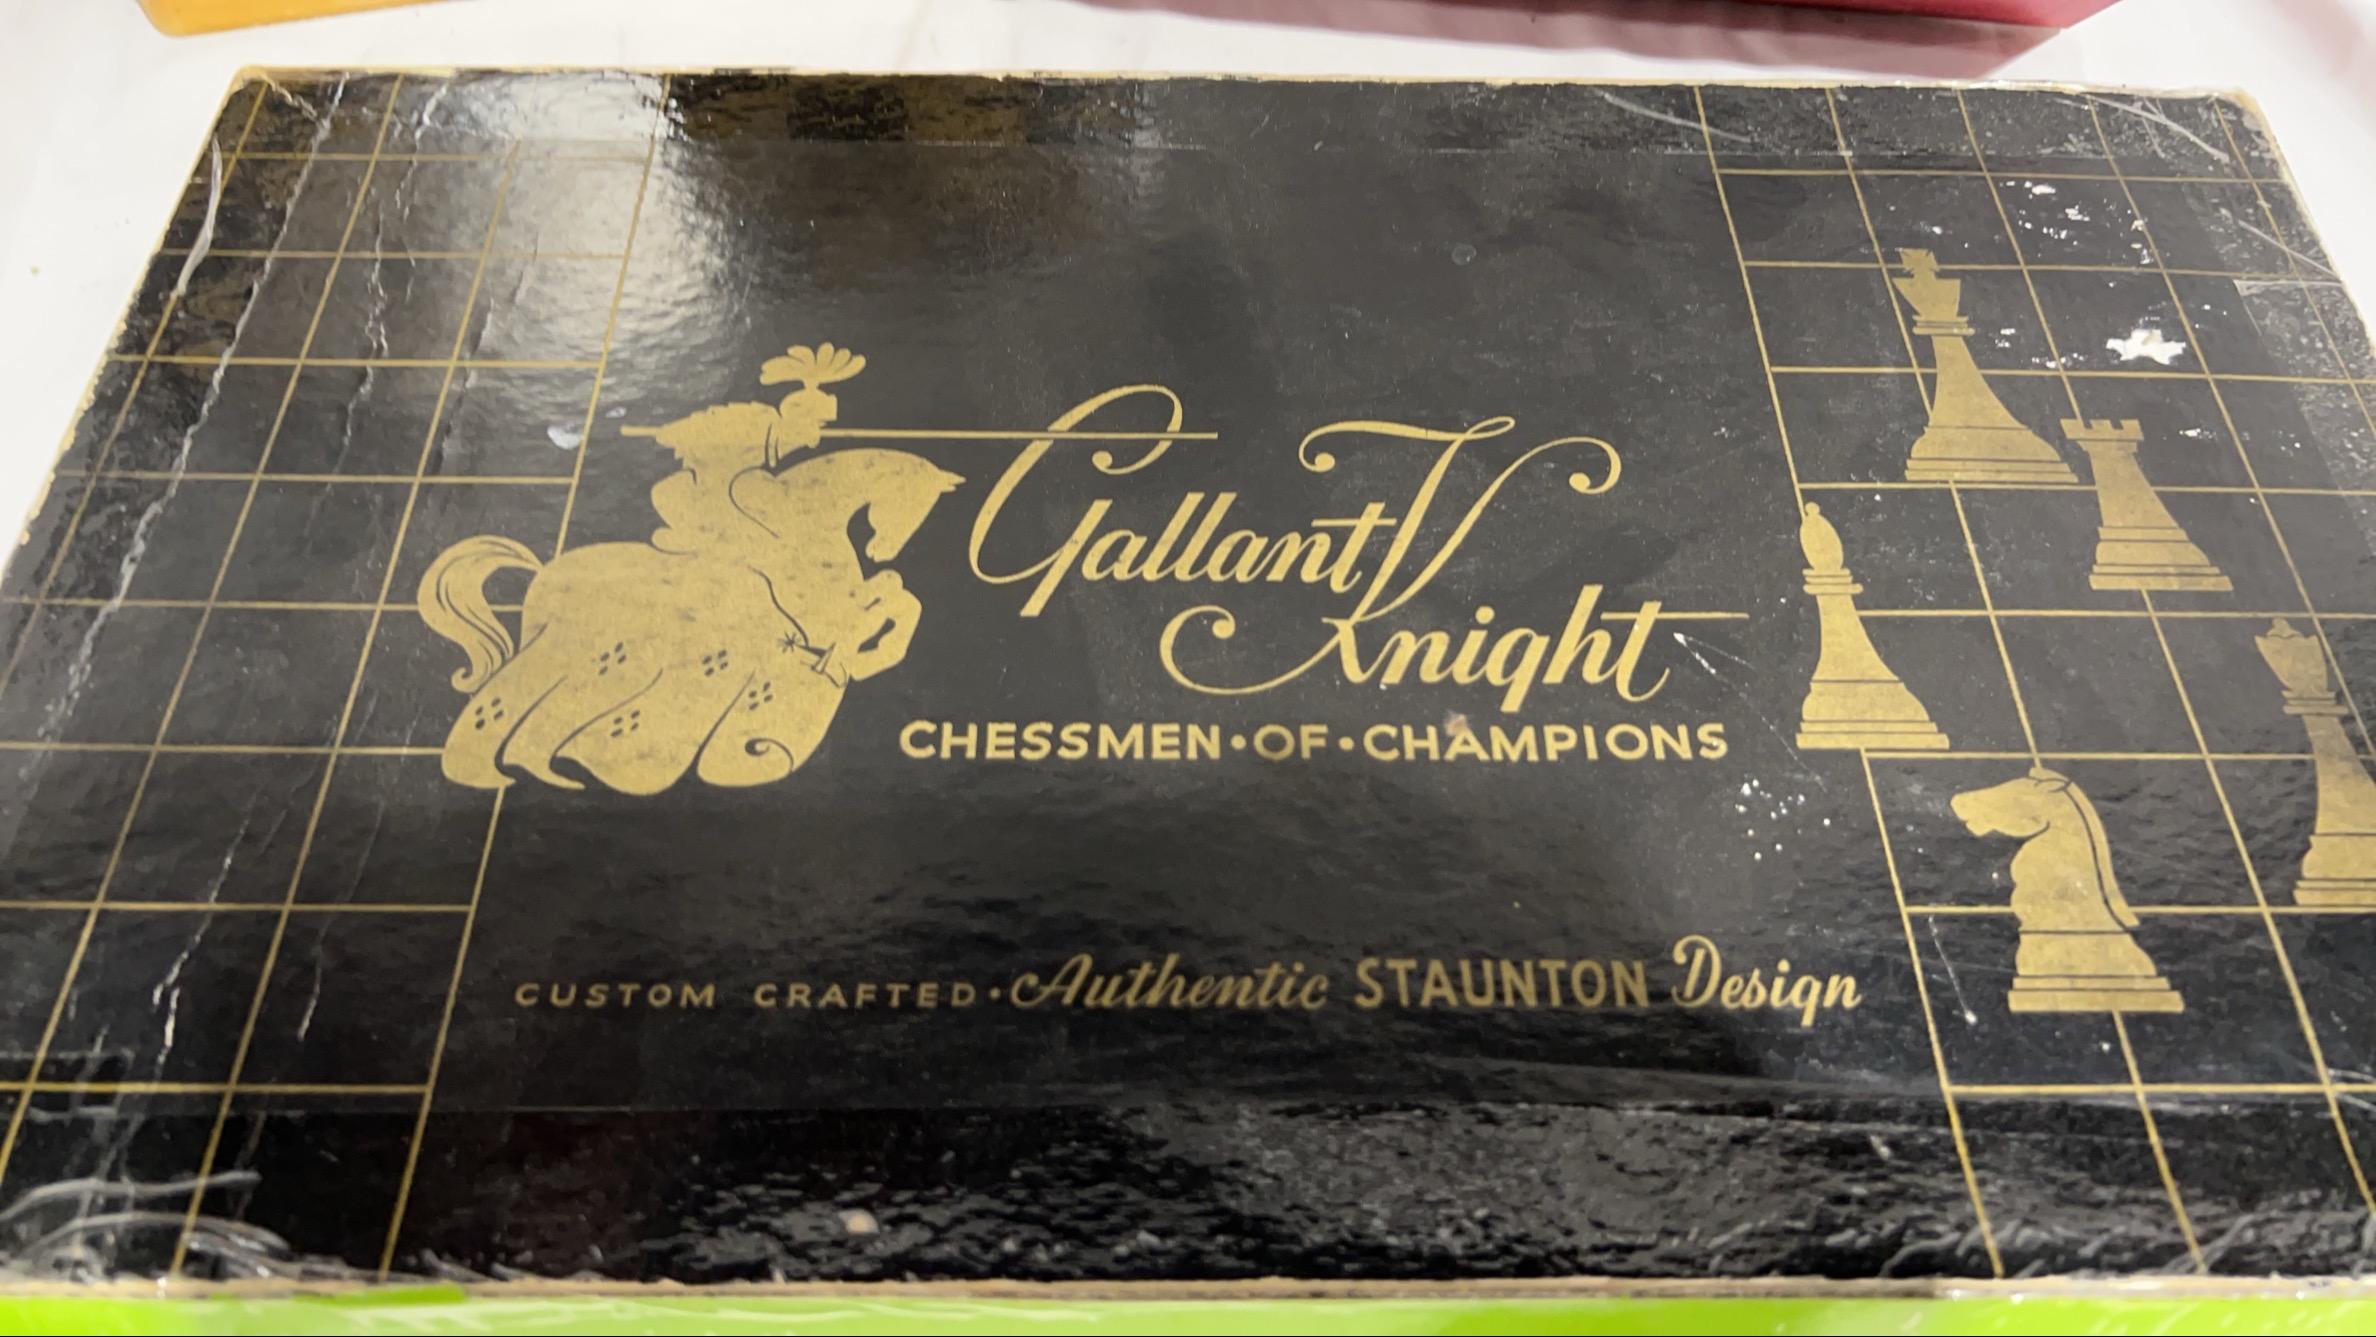 Gallant
Knight
CHESSMEN•OF•CHAMPIONS
CUSTOM CRAFTED•Authentic STAUNTON Design